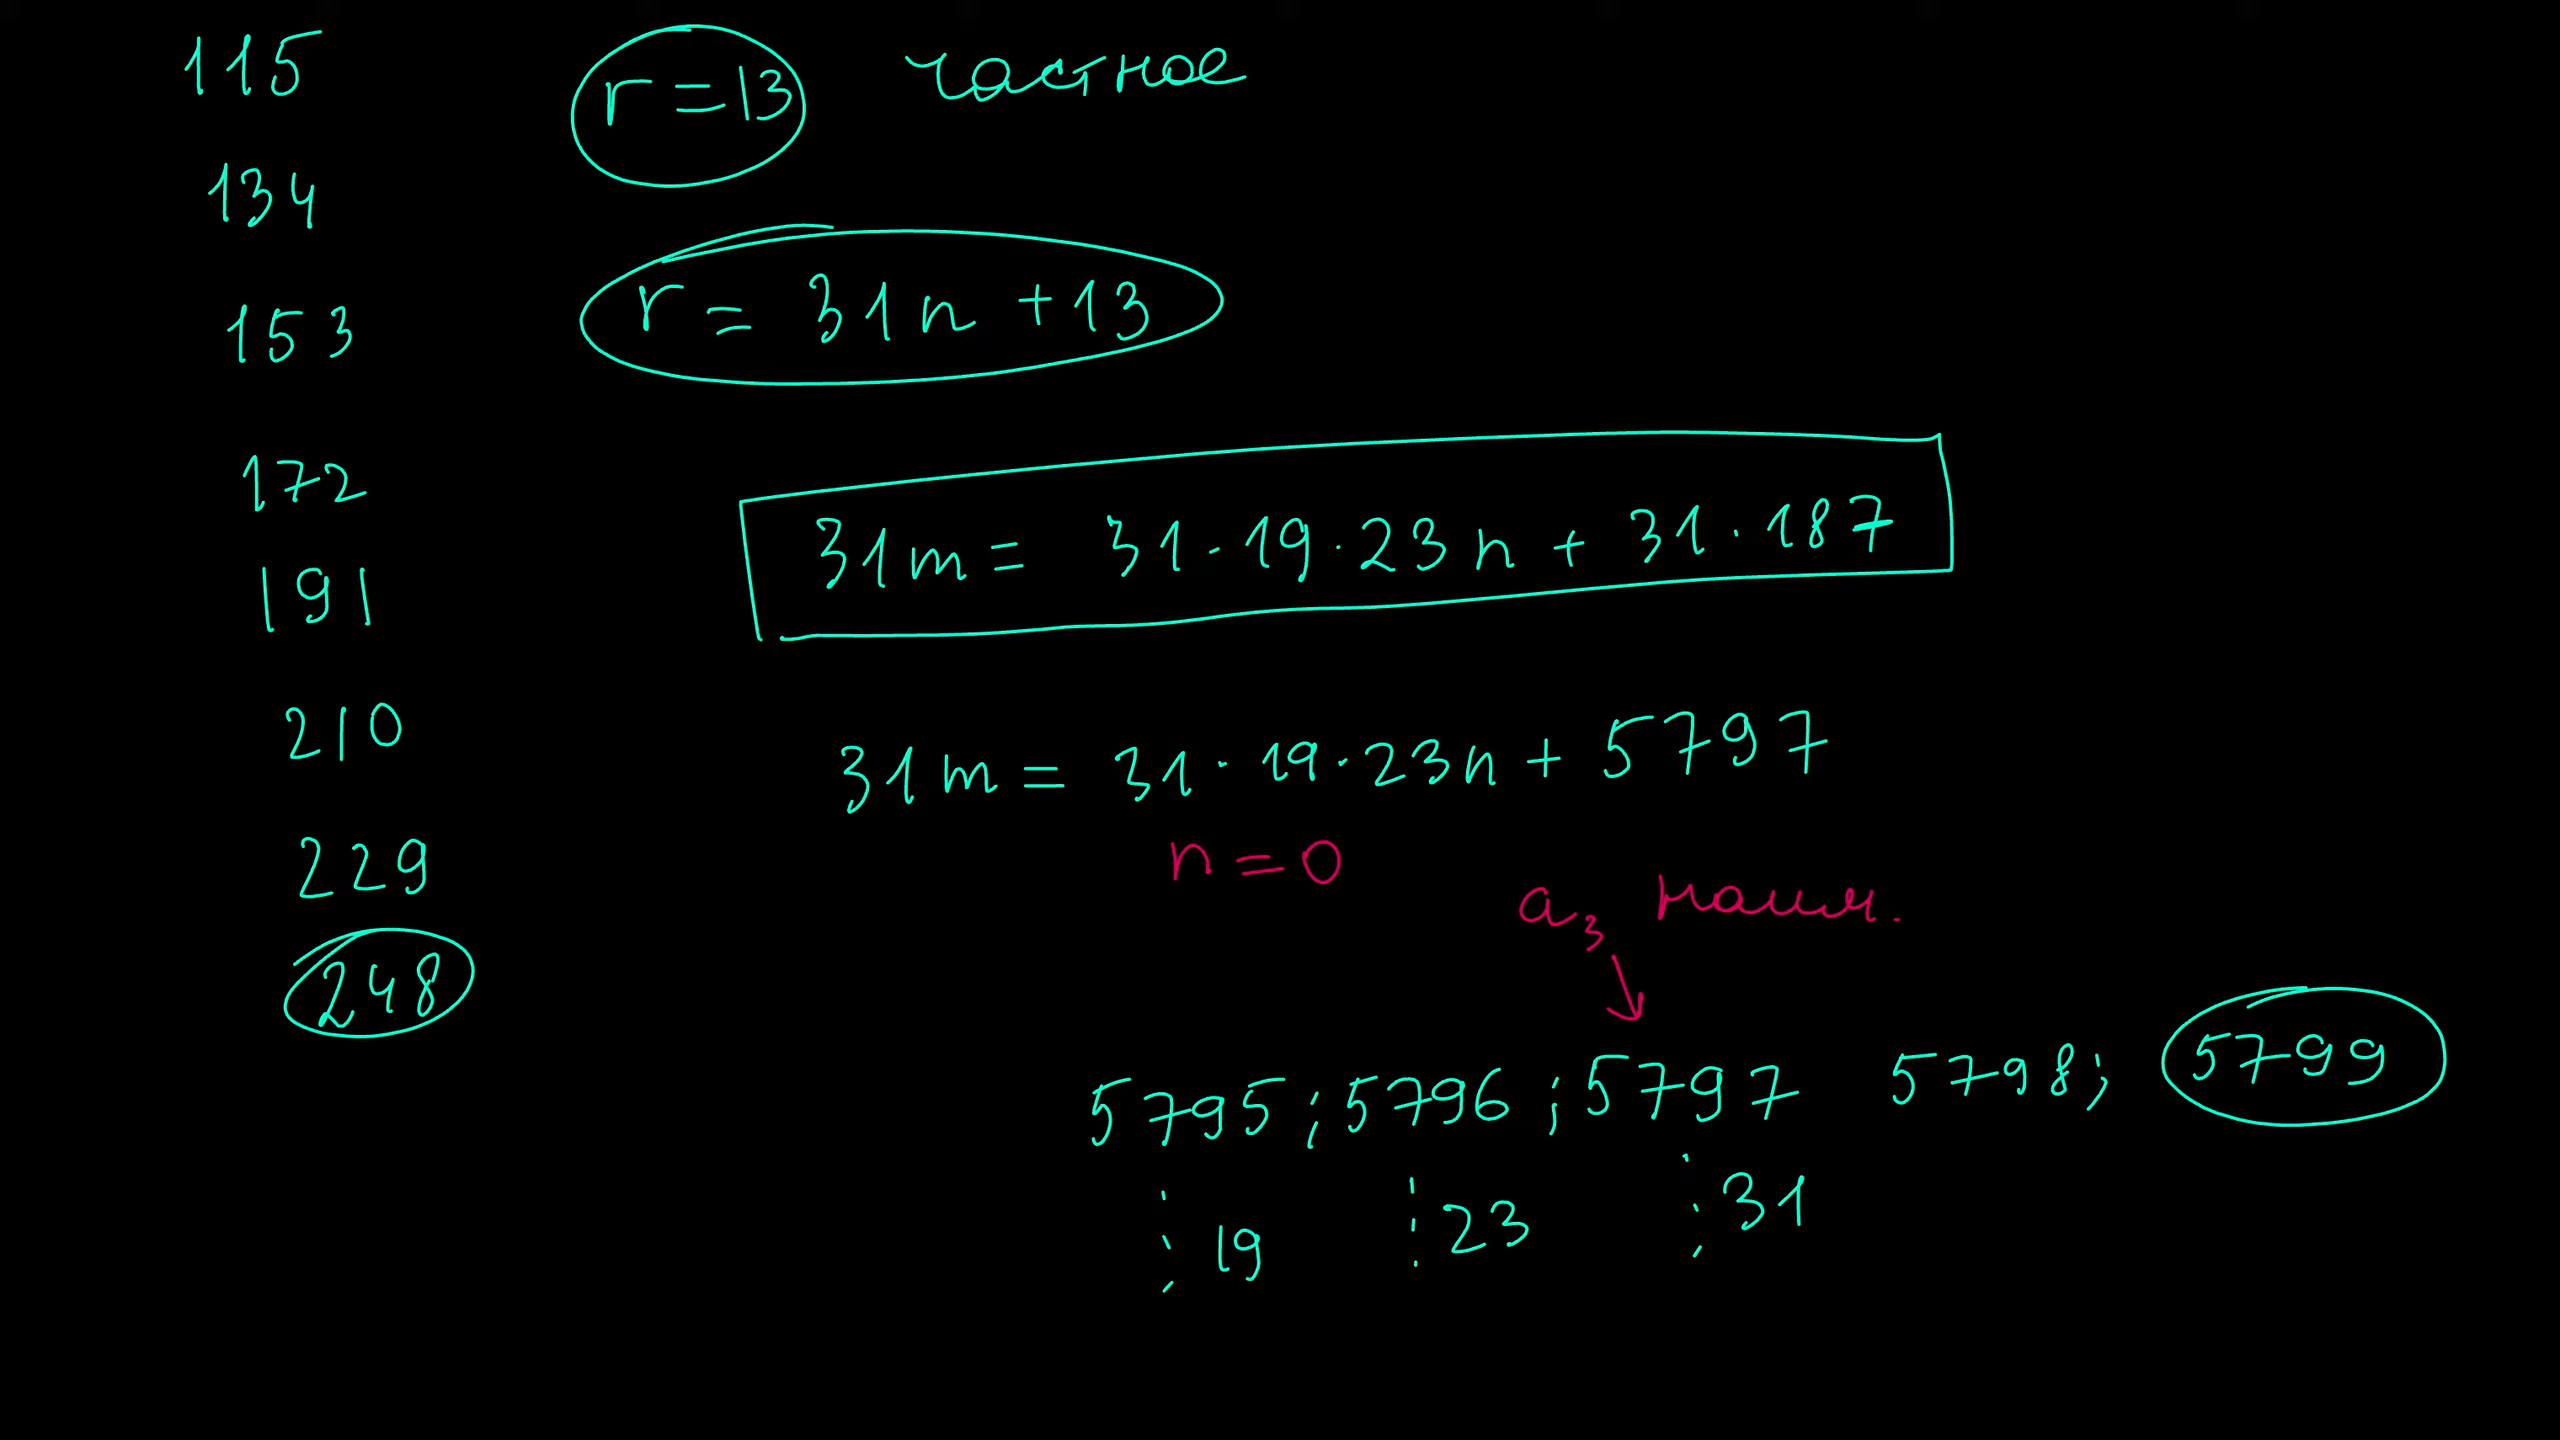 115
134
153
172
191
210
229
248
r = 13 частное
r = 31n + 13
31m = 31 · 19 · 23n + 31 · 187
31m = 31 · 19 · 23n + 5797
n = 0
a₃ наим.
5795 ; 5796 ; 5797 5798 ; 5799
⋮ 19 ⋮ 23 ⋮ 31